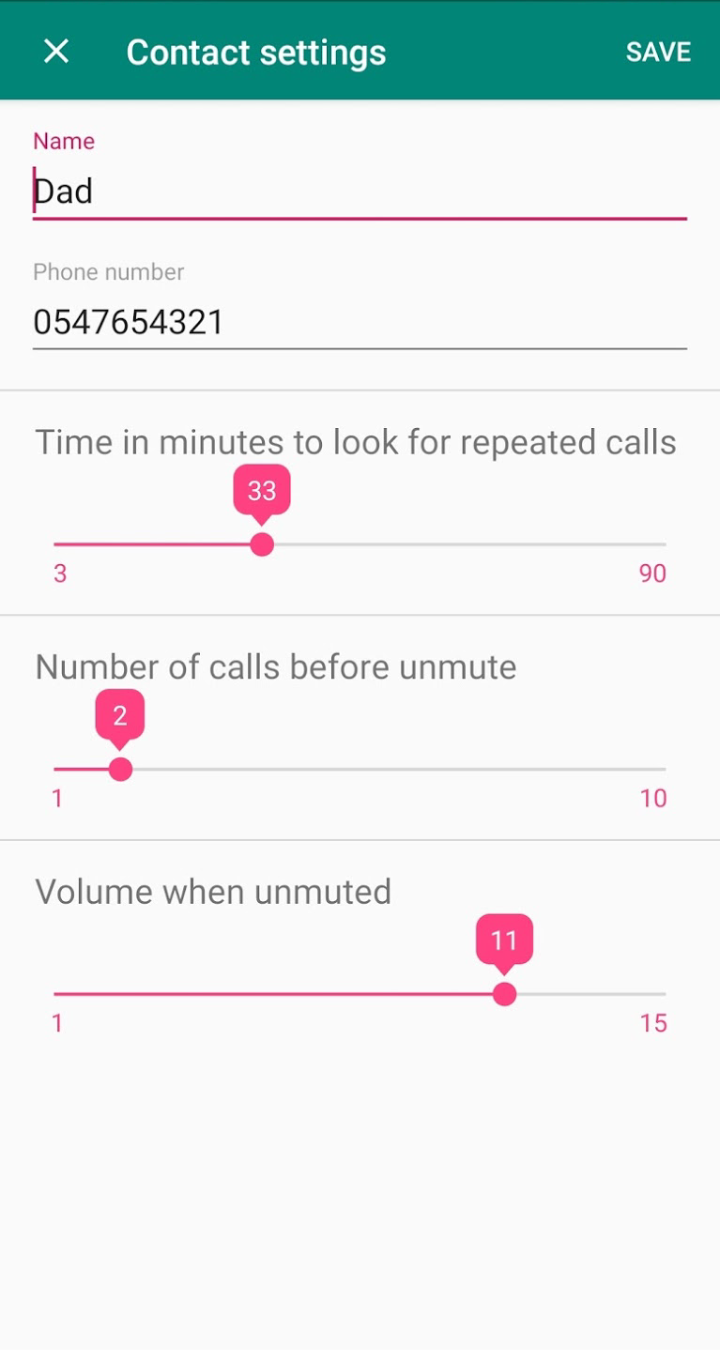 Contact settings SAVE
Name
Dad
Phone number
0547654321
Time in minutes to look for repeated calls
33
3 90
Number of calls before unmute
2
1 10
Volume when unmuted
11
1 15